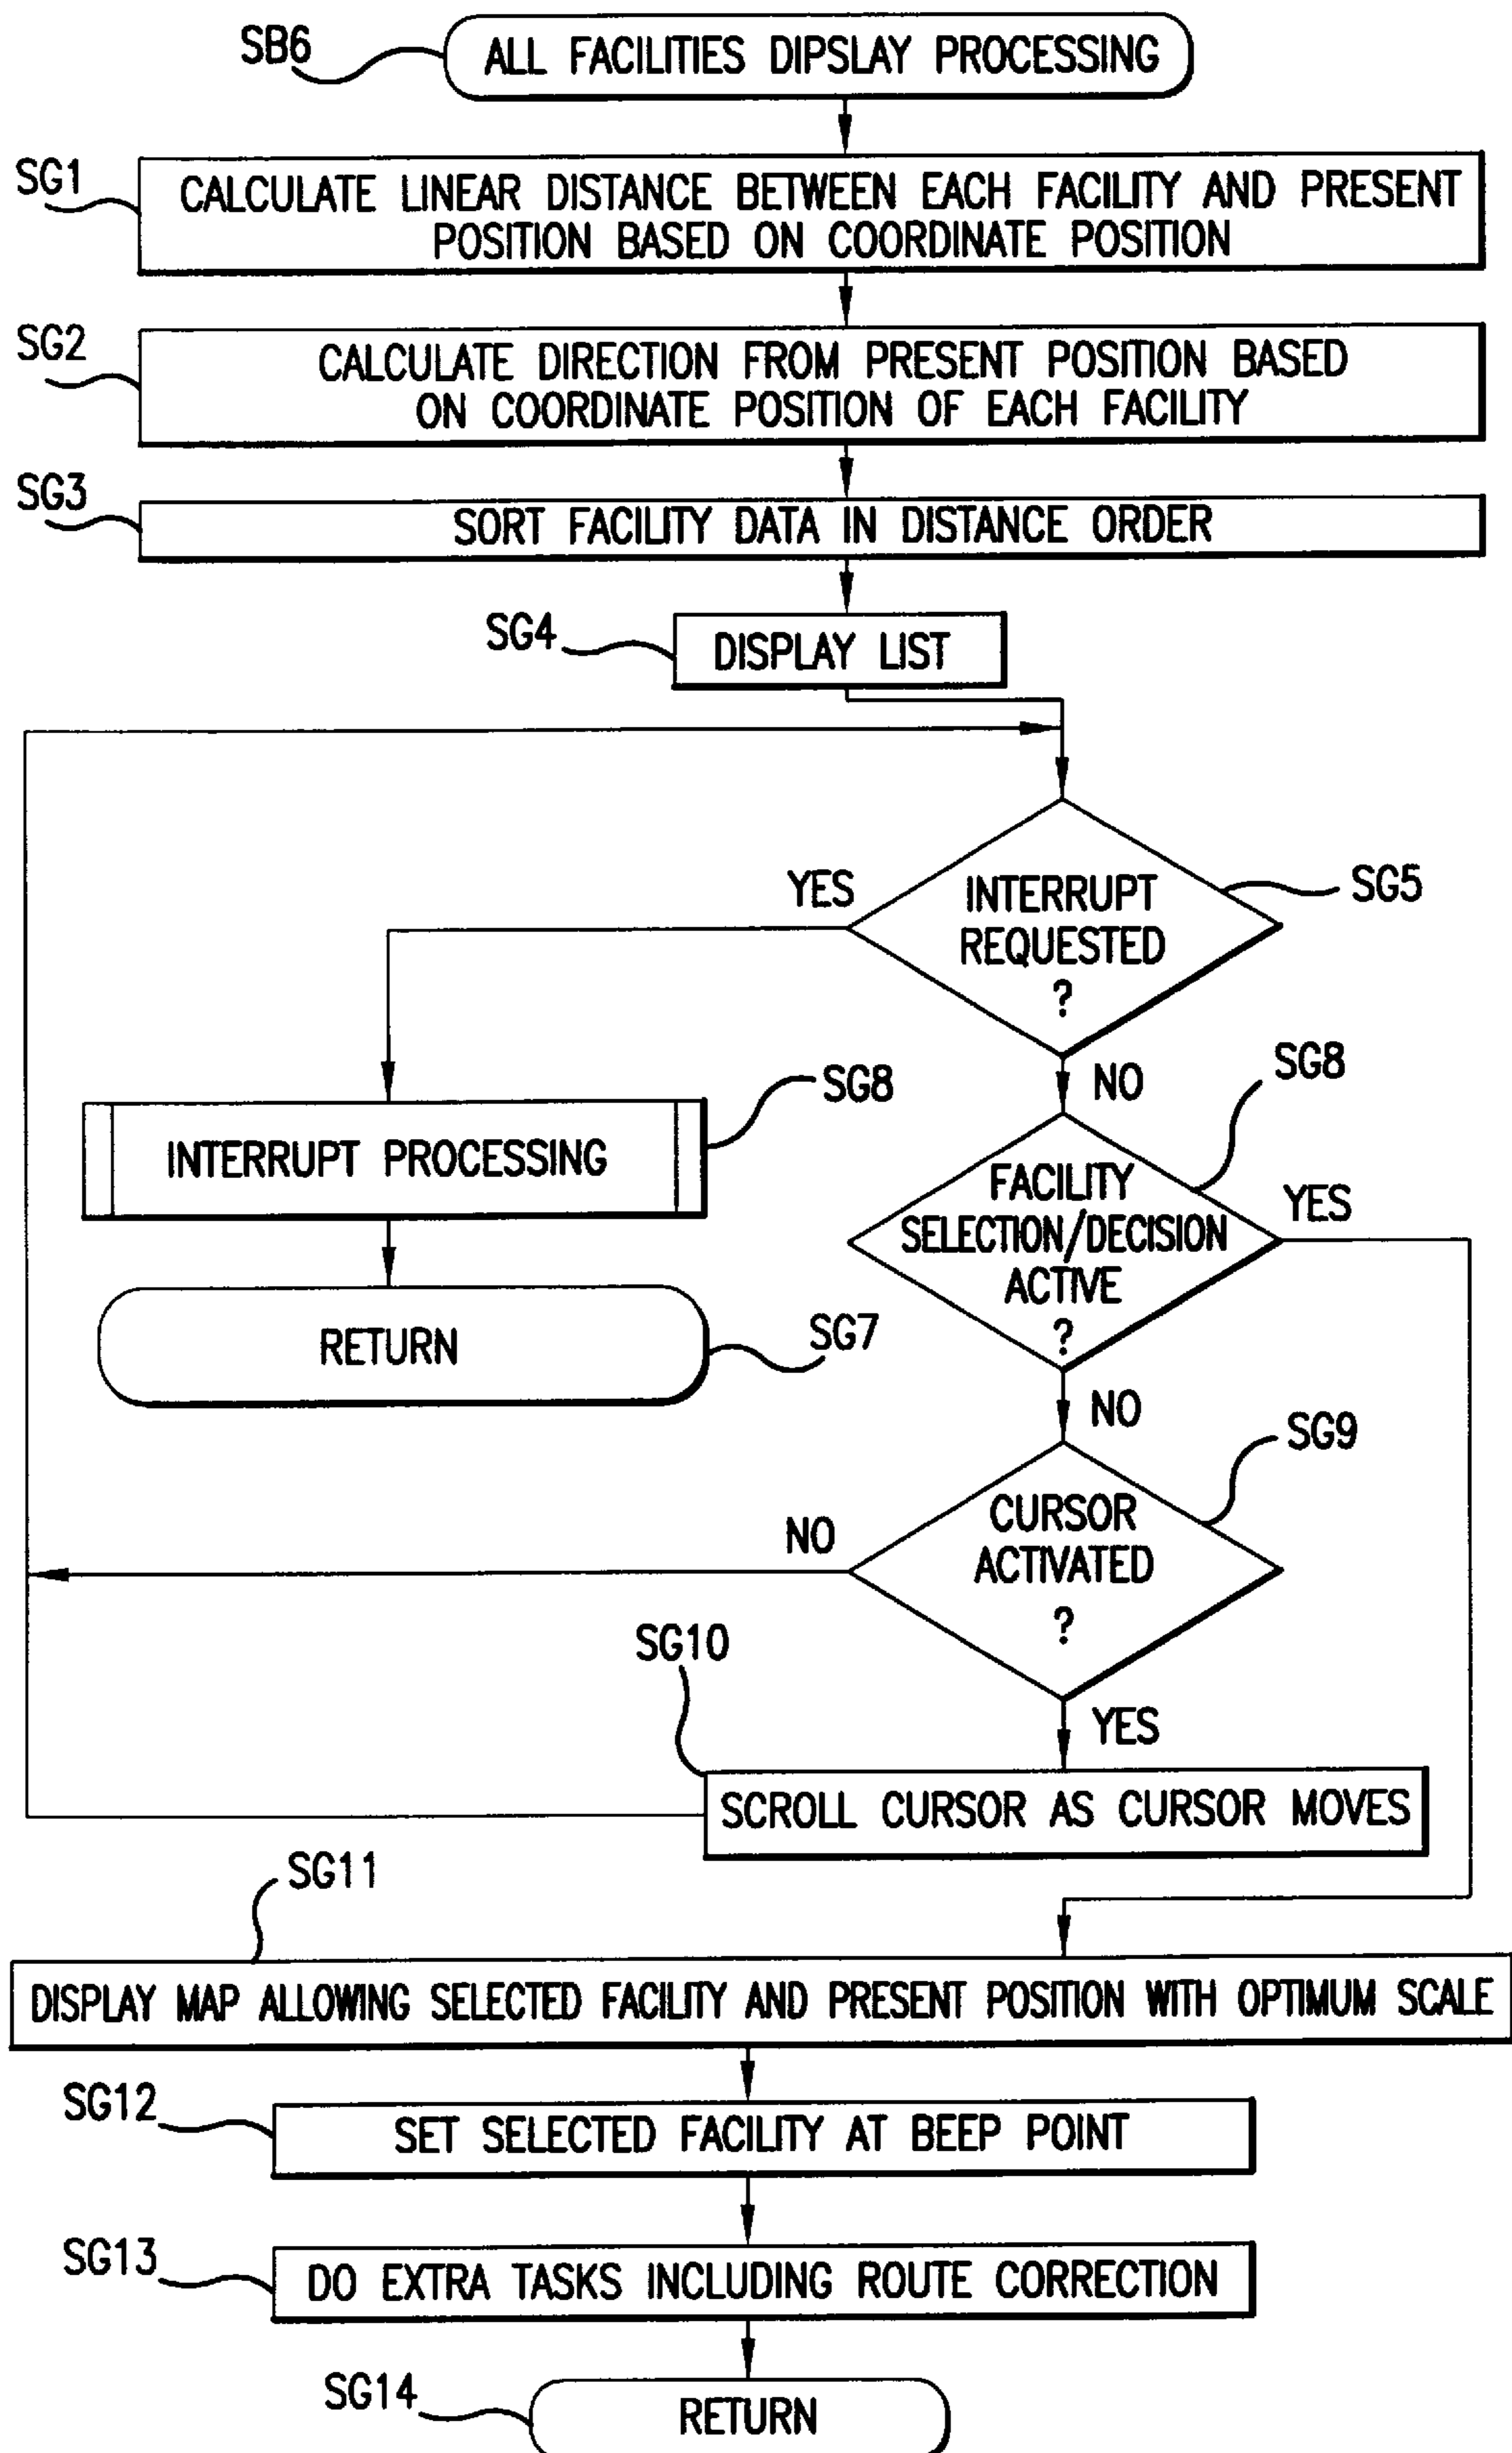 SB6
ALL FACILITIES DIPSLAY PROCESSING
SG1
CALCULATE LINEAR DISTANCE BETWEEN EACH FACILITY AND PRESENT
POSITION BASED ON COORDINATE POSITION
SG2
CALCULATE DIRECTION FROM PRESENT POSITION BASED
ON COORDINATE POSITION OF EACH FACILITY
SG3
SORT FACILITY DATA IN DISTANCE ORDER
SG4
DISPLAY LIST
YES
INTERRUPT
REQUESTED
?
SG5
NO
SG8
INTERRUPT PROCESSING
SG8
FACILITY
SELECTION/DECISION
ACTIVE
?
YES
RETURN
SG7
NO
SG9
CURSOR
ACTIVATED
?
NO
YES
SG10
SCROLL CURSOR AS CURSOR MOVES
SG11
DISPLAY MAP ALLOWING SELECTED FACILITY AND PRESENT POSITION WITH OPTIMUM SCALE
SG12
SET SELECTED FACILITY AT BEEP POINT
SG13
DO EXTRA TASKS INCLUDING ROUTE CORRECTION
SG14
RETURN